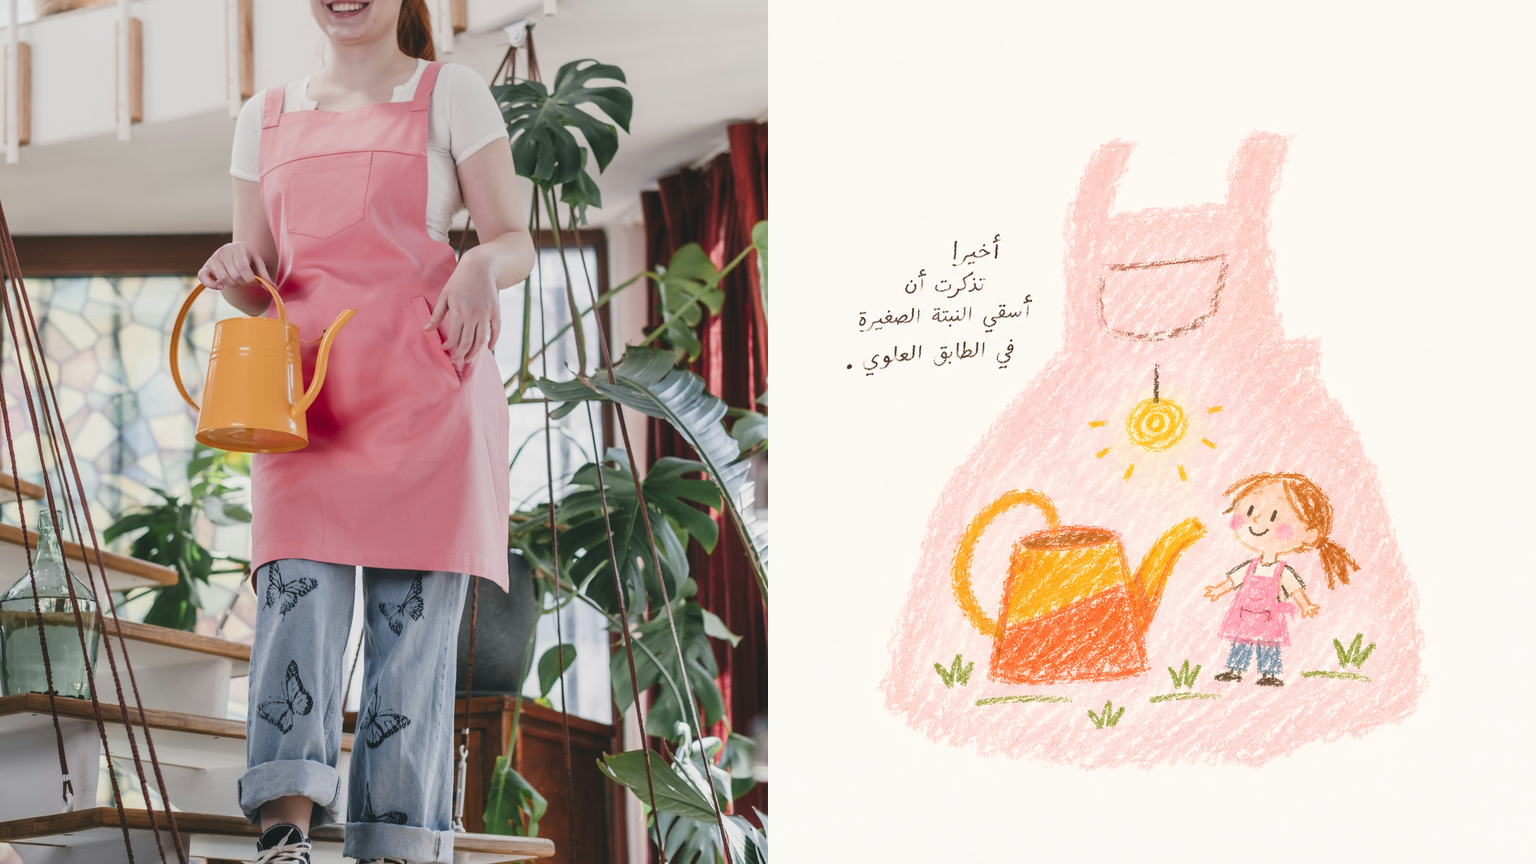 أخيرا
تذكرت أن
أسقي النبتة الصغيرة
في الطابق العلوي .